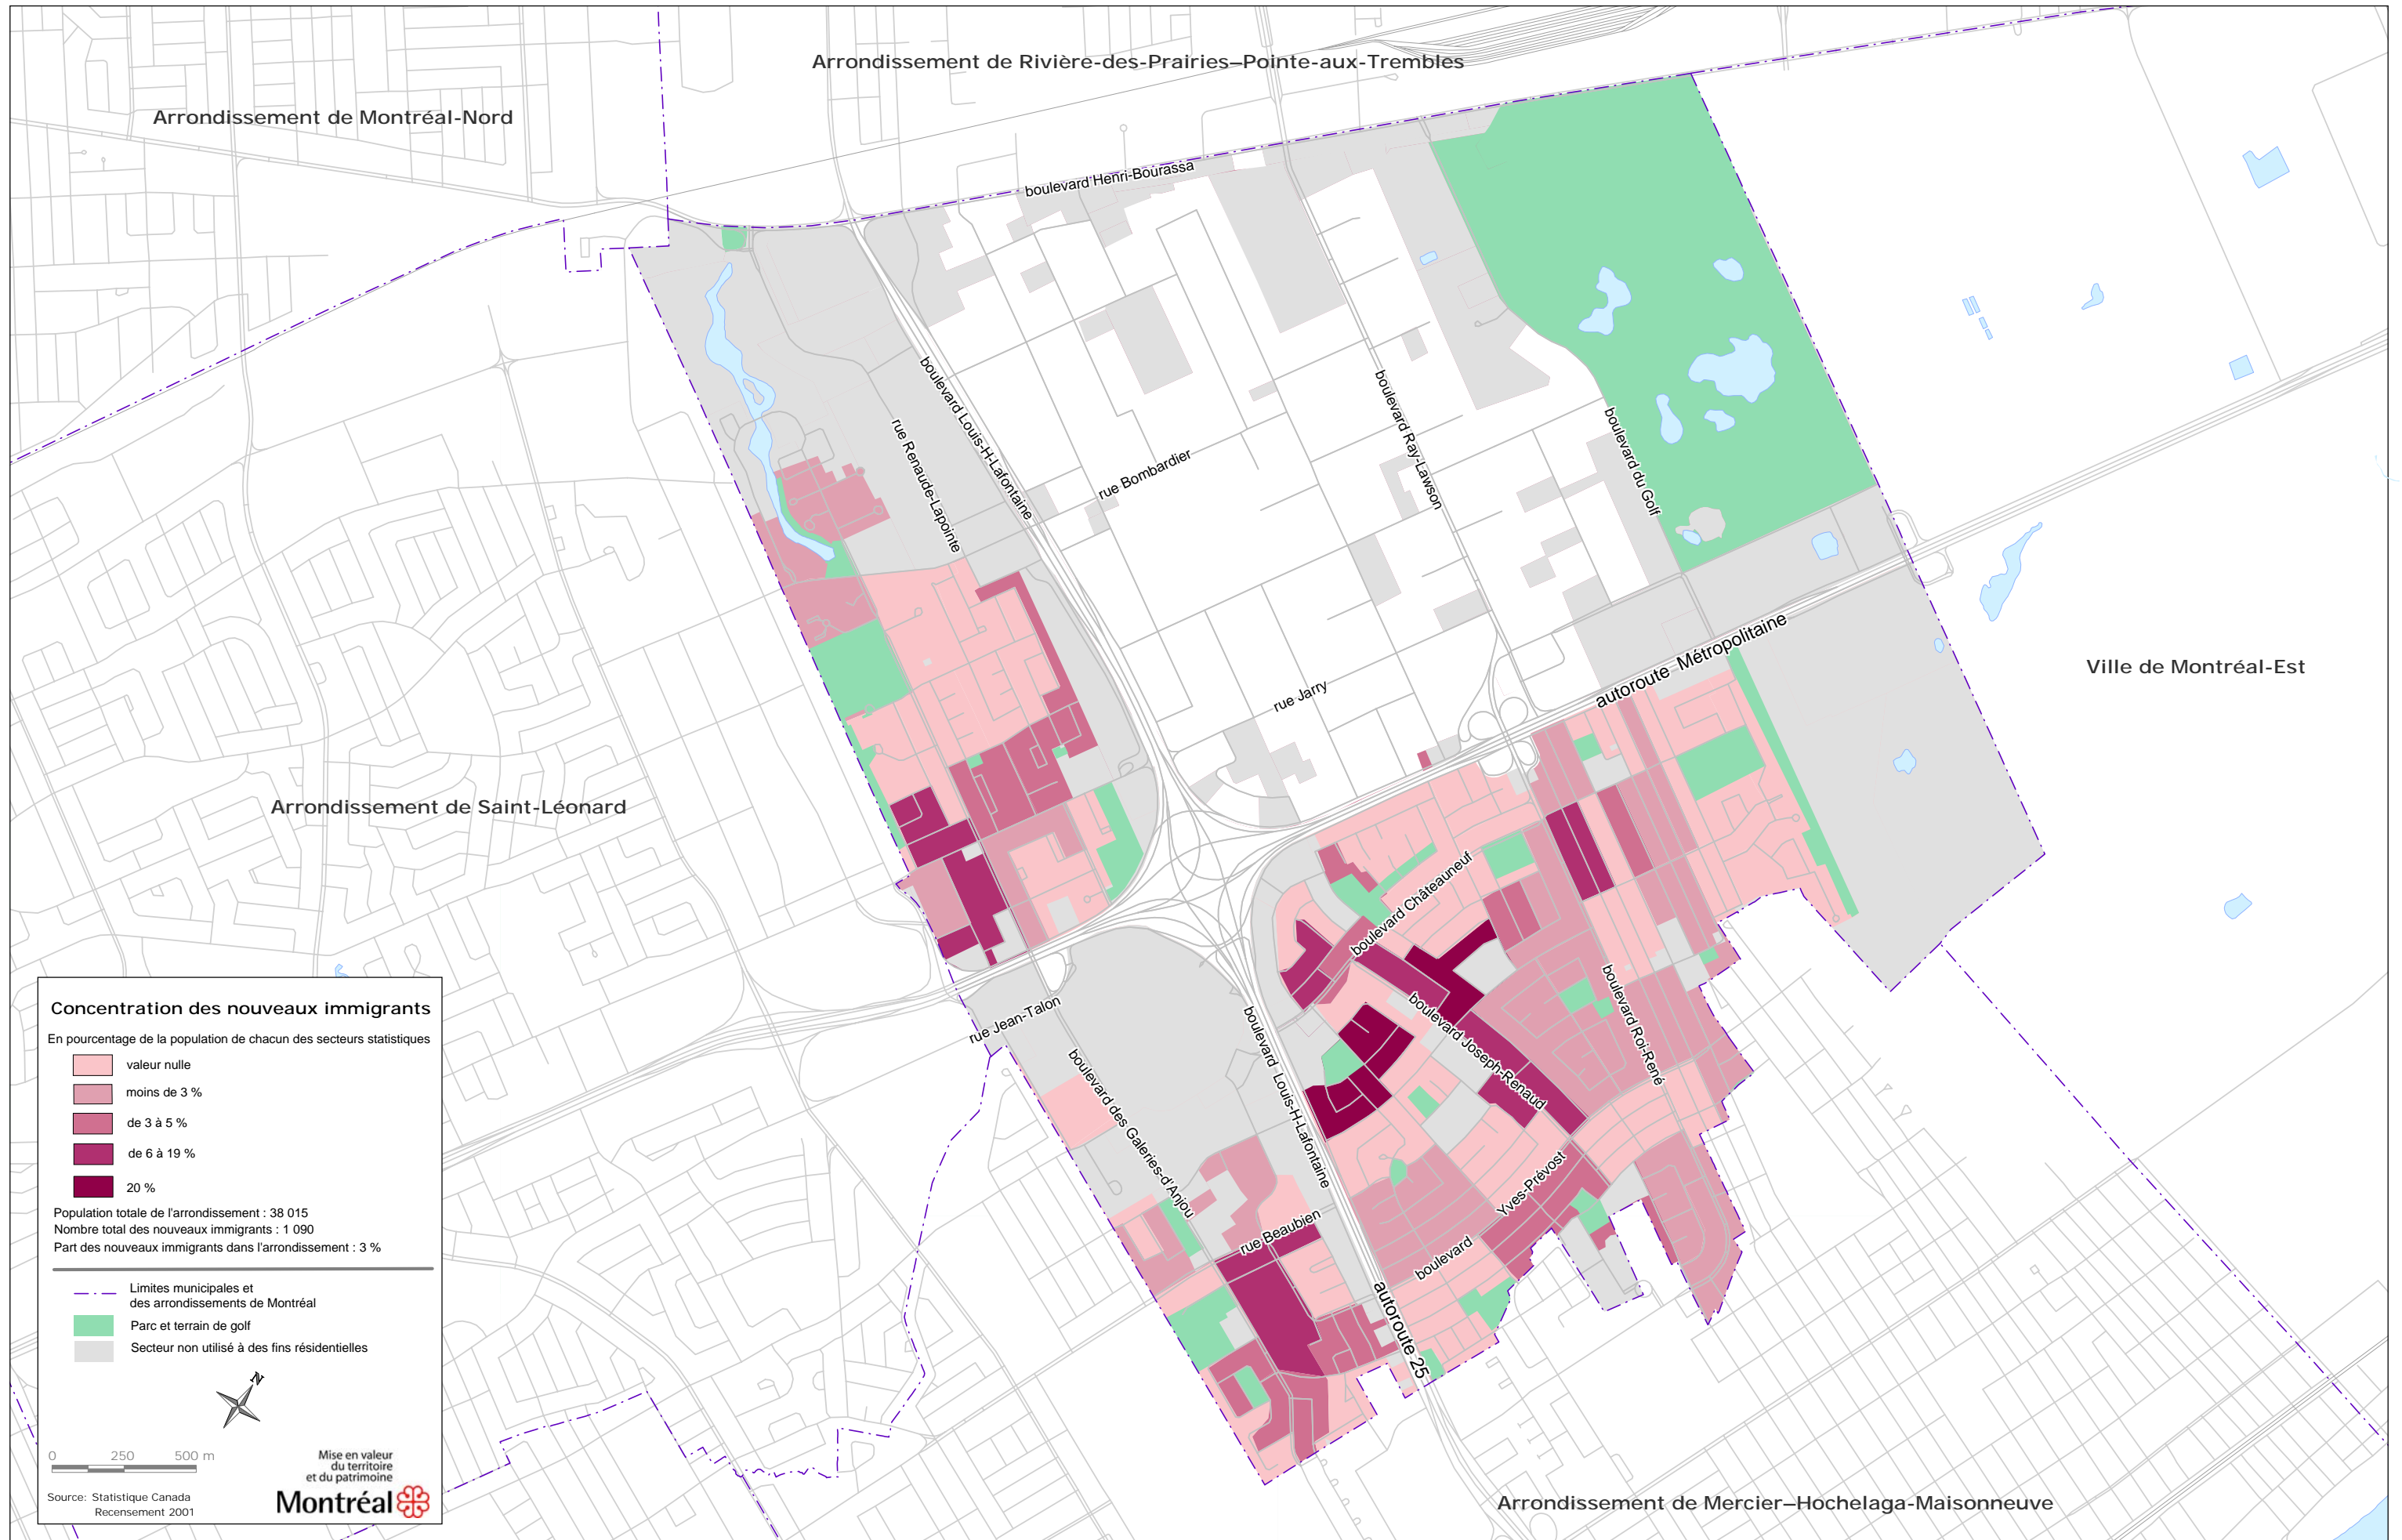 Arrondissement de Rivière-des-Prairies–Pointe-aux-Trembles
Arrondissement de Montréal-Nord
boulevard Henri-Bourassa
boulevard Louis-H-Lafontaine
rue Renaude-Lapointe
rue Bombardier
boulevard Ray-Lawson
boulevard du Golf
autoroute Métropolitaine
Ville de Montréal-Est
rue Jarry
Arrondissement de Saint-Léonard
boulevard Châteauneuf
boulevard Joseph-Renaud
boulevard Roi-René
rue Jean-Talon
boulevard des Galeries-d'Anjou
boulevard Louis-H-Lafontaine
rue Beaubien
boulevard Yves-Prévost
autoroute 25
Arrondissement de Mercier–Hochelaga-Maisonneuve
Concentration des nouveaux immigrants
En pourcentage de la population de chacun des secteurs statistiques
valeur nulle
moins de 3 %
de 3 à 5 %
de 6 à 19 %
20 %
Population totale de l'arrondissement : 38 015
Nombre total des nouveaux immigrants : 1 090
Part des nouveaux immigrants dans l'arrondissement : 3 %
Limites municipales et
des arrondissements de Montréal
Parc et terrain de golf
Secteur non utilisé à des fins résidentielles
N
0 250 500 m
Mise en valeur
du territoire
et du patrimoine
Montréal
Source: Statistique Canada
Recensement 2001